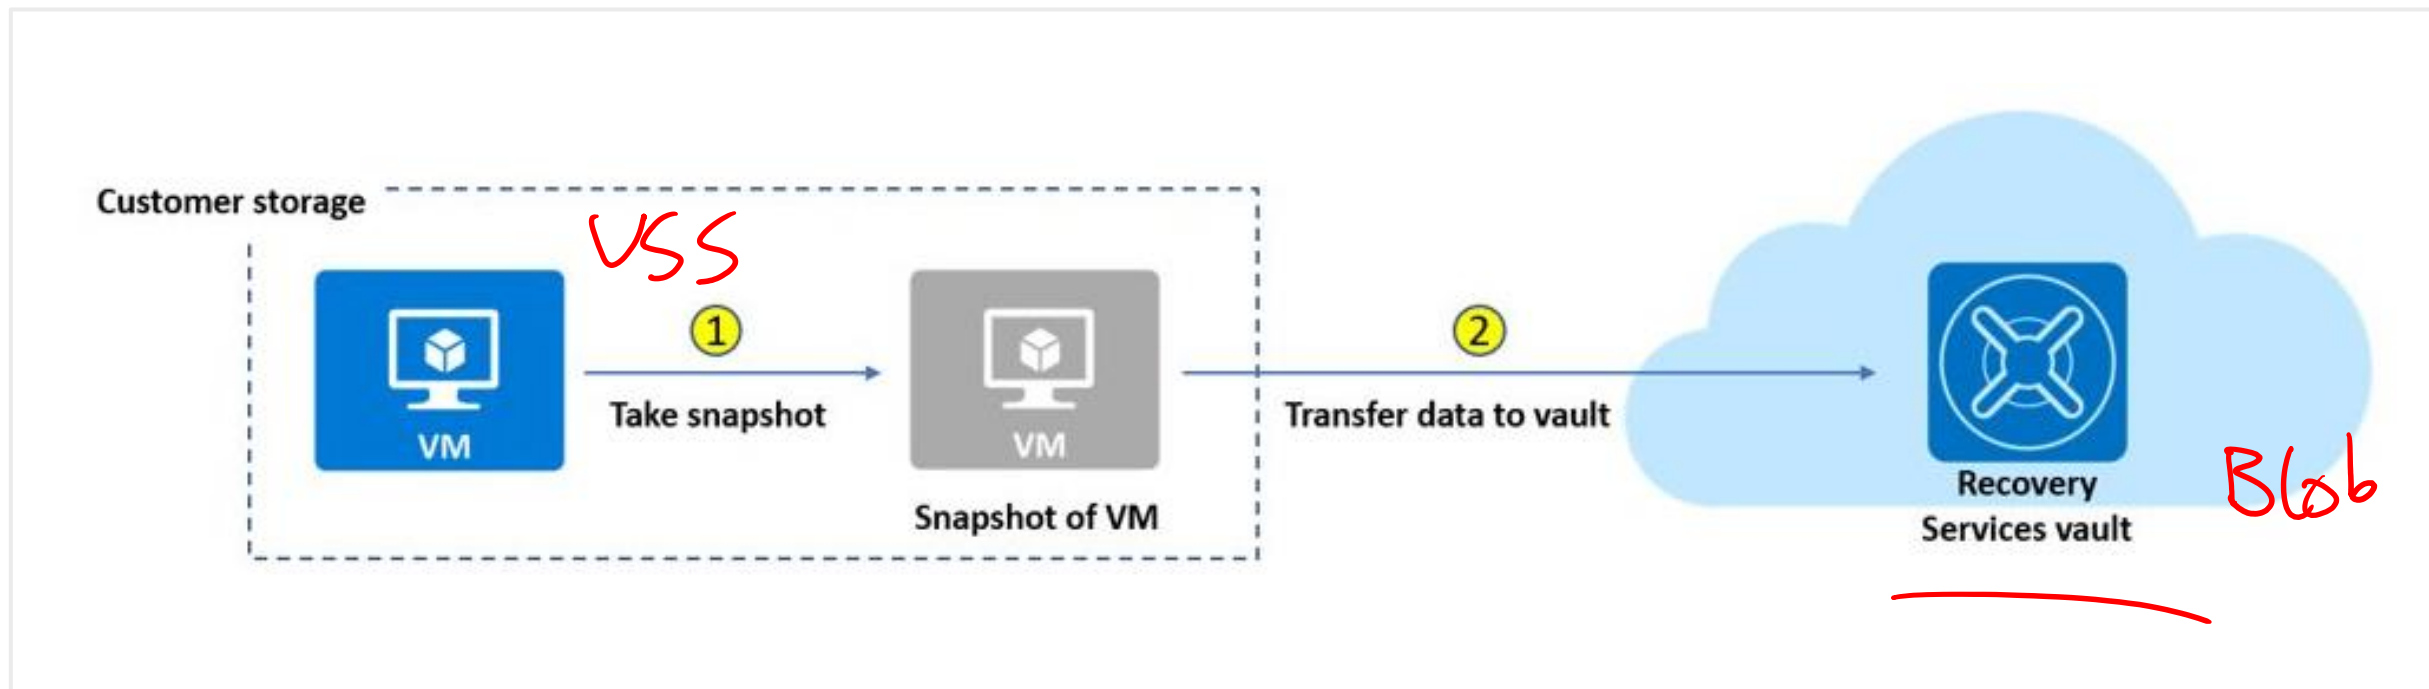 Customer storage
VSS
1
2
Take snapshot
Transfer data to vault
VM
VM
Snapshot of VM
Recovery
Services vault
Blob